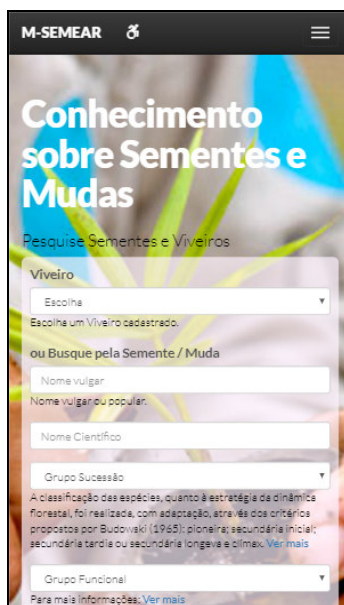 M-SEMEAR
Conhecimento
sobre Sementes e
Mudas
Pesquise Sementes e Viveiros
Viveiro
Escolha
Escolha um Viveiro cadastrado.
ou Busque pela Semente / Muda
Nome vulgar
Nome vulgar ou popular.
Nome Científico
Grupo Sucessão
A classificação das espécies, quanto à estratégia da dinâmica
florestal, foi realizada, com adaptação, através dos critérios
propostos por Budowski (1965): pioneira; secundária inicial;
secundária tardia ou secundária longeva e clímax. Ver mais
Grupo Funcional
Para mais informações: Ver mais